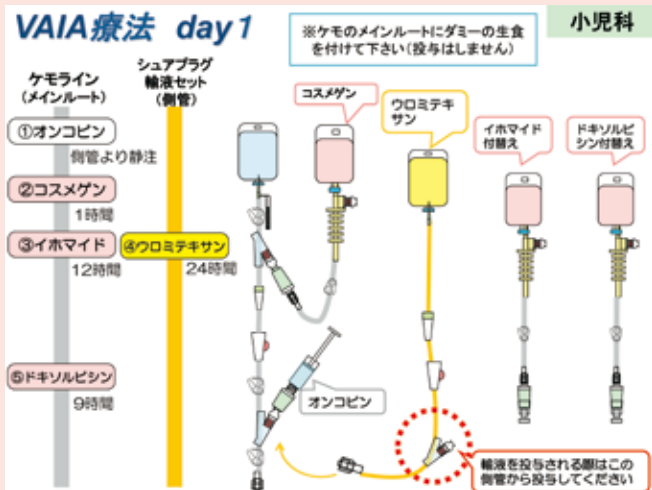 VAIA療法 day1
※ケモのメインルートにダミーの生食
を付けて下さい(投与はしません)
小児科
ケモライン
(メインルート)
シュアプラグ
輸液セット
(側管)
①オンコビン
側管より静注
②コスメゲン
1時間
③イホマイド
12時間
④ウロミテキサン
24時間
⑤ドキソルビシン
9時間
コスメゲン
ウロミテキ
サン
イホマイド
付替え
ドキソルビ
シン付替え
オンコビン
輸液を投与される際はこの
側管から投与してください